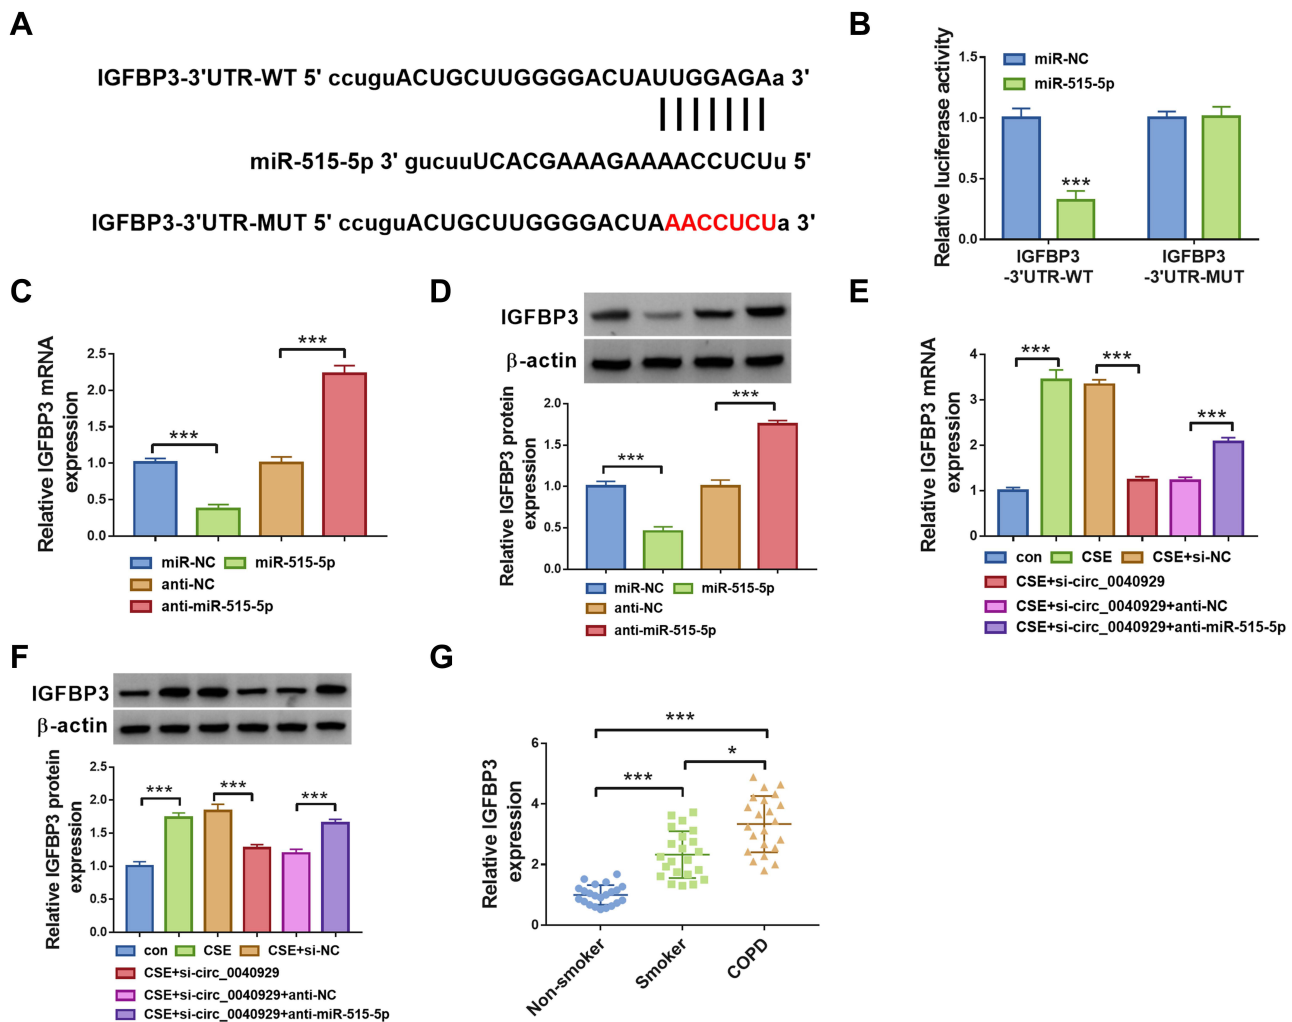 A
IGFBP3-3'UTR-WT 5' ccuguACUGCUUGGGGACUAUUGGAGAa 3'
miR-515-5p 3' gucuuUCACGAAAGAAAACCUCUu 5'
IGFBP3-3'UTR-MUT 5' ccuguACUGCUUGGGGACUAAACCUCUa 3'
B
Relative luciferase activity
1.5
1.0
0.5
0.0
miR-NC
miR-515-5p
***
IGFBP3
-3'UTR-WT
IGFBP3
-3'UTR-MUT
C
Relative IGFBP3 mRNA
expression
2.5
2.0
1.5
1.0
0.5
0.0
***
***
miR-NC miR-515-5p
anti-NC
anti-miR-515-5p
D
IGFBP3
β-actin
Relative IGFBP3 protein
expression
2.0
1.5
1.0
0.5
0.0
***
***
miR-NC miR-515-5p
anti-NC
anti-miR-515-5p
E
Relative IGFBP3 mRNA
expression
4
3
2
1
0
***
***
***
con CSE CSE+si-NC
CSE+si-circ_0040929
CSE+si-circ_0040929+anti-NC
CSE+si-circ_0040929+anti-miR-515-5p
F
IGFBP3
β-actin
Relative IGFBP3 protein
expression
2.5
2.0
1.5
1.0
0.5
0.0
***
***
***
con CSE CSE+si-NC
CSE+si-circ_0040929
CSE+si-circ_0040929+anti-NC
CSE+si-circ_0040929+anti-miR-515-5p
G
Relative IGFBP3
expression
6
4
2
0
***
***
*
Non-smoker
Smoker
COPD